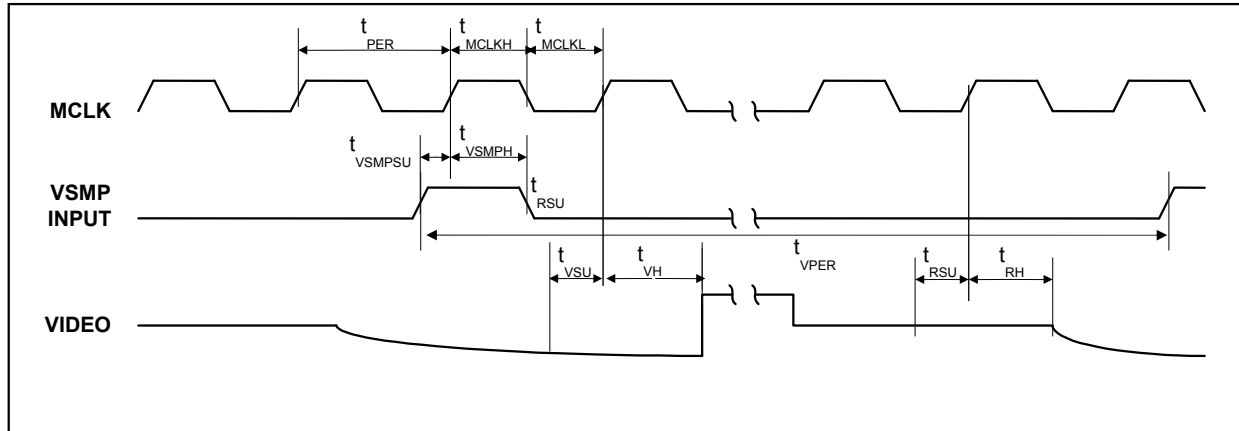 t PER
t MCLKH
t MCLKL
MCLK
t VSMPSU
t VSMPH
VSMP
INPUT
t RSU
t VSU
t VH
t VPER
t RSU
t RH
VIDEO